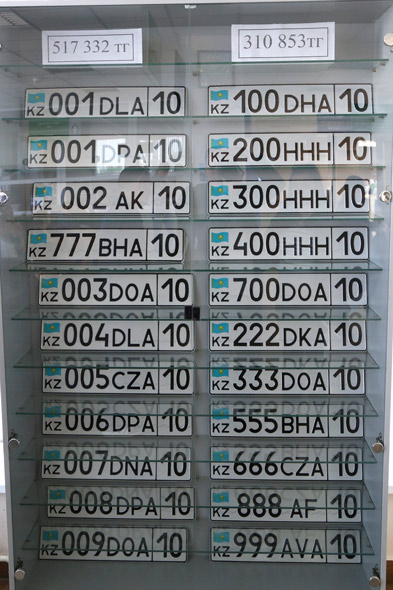 517 332 тг
310 853тг
KZ 001 DLA 10
KZ 100 DHA 10
KZ 001 DPA 10
KZ 200 HHH 10
KZ 002 AK 10
KZ 300 HHH 10
KZ 777 BHA 10
KZ 400 HHH 10
KZ 003 DOA 10
KZ 700 DOA 10
KZ 004 DLA 10
KZ 222 DKA 10
KZ 005 CZA 10
KZ 333 DOA 10
KZ 006 DPA 10
KZ 555 BHA 10
KZ 007 DNA 10
KZ 666 CZA 10
KZ 008 DPA 10
KZ 888 AF 10
KZ 009 DOA 10
KZ 999 AVA 10